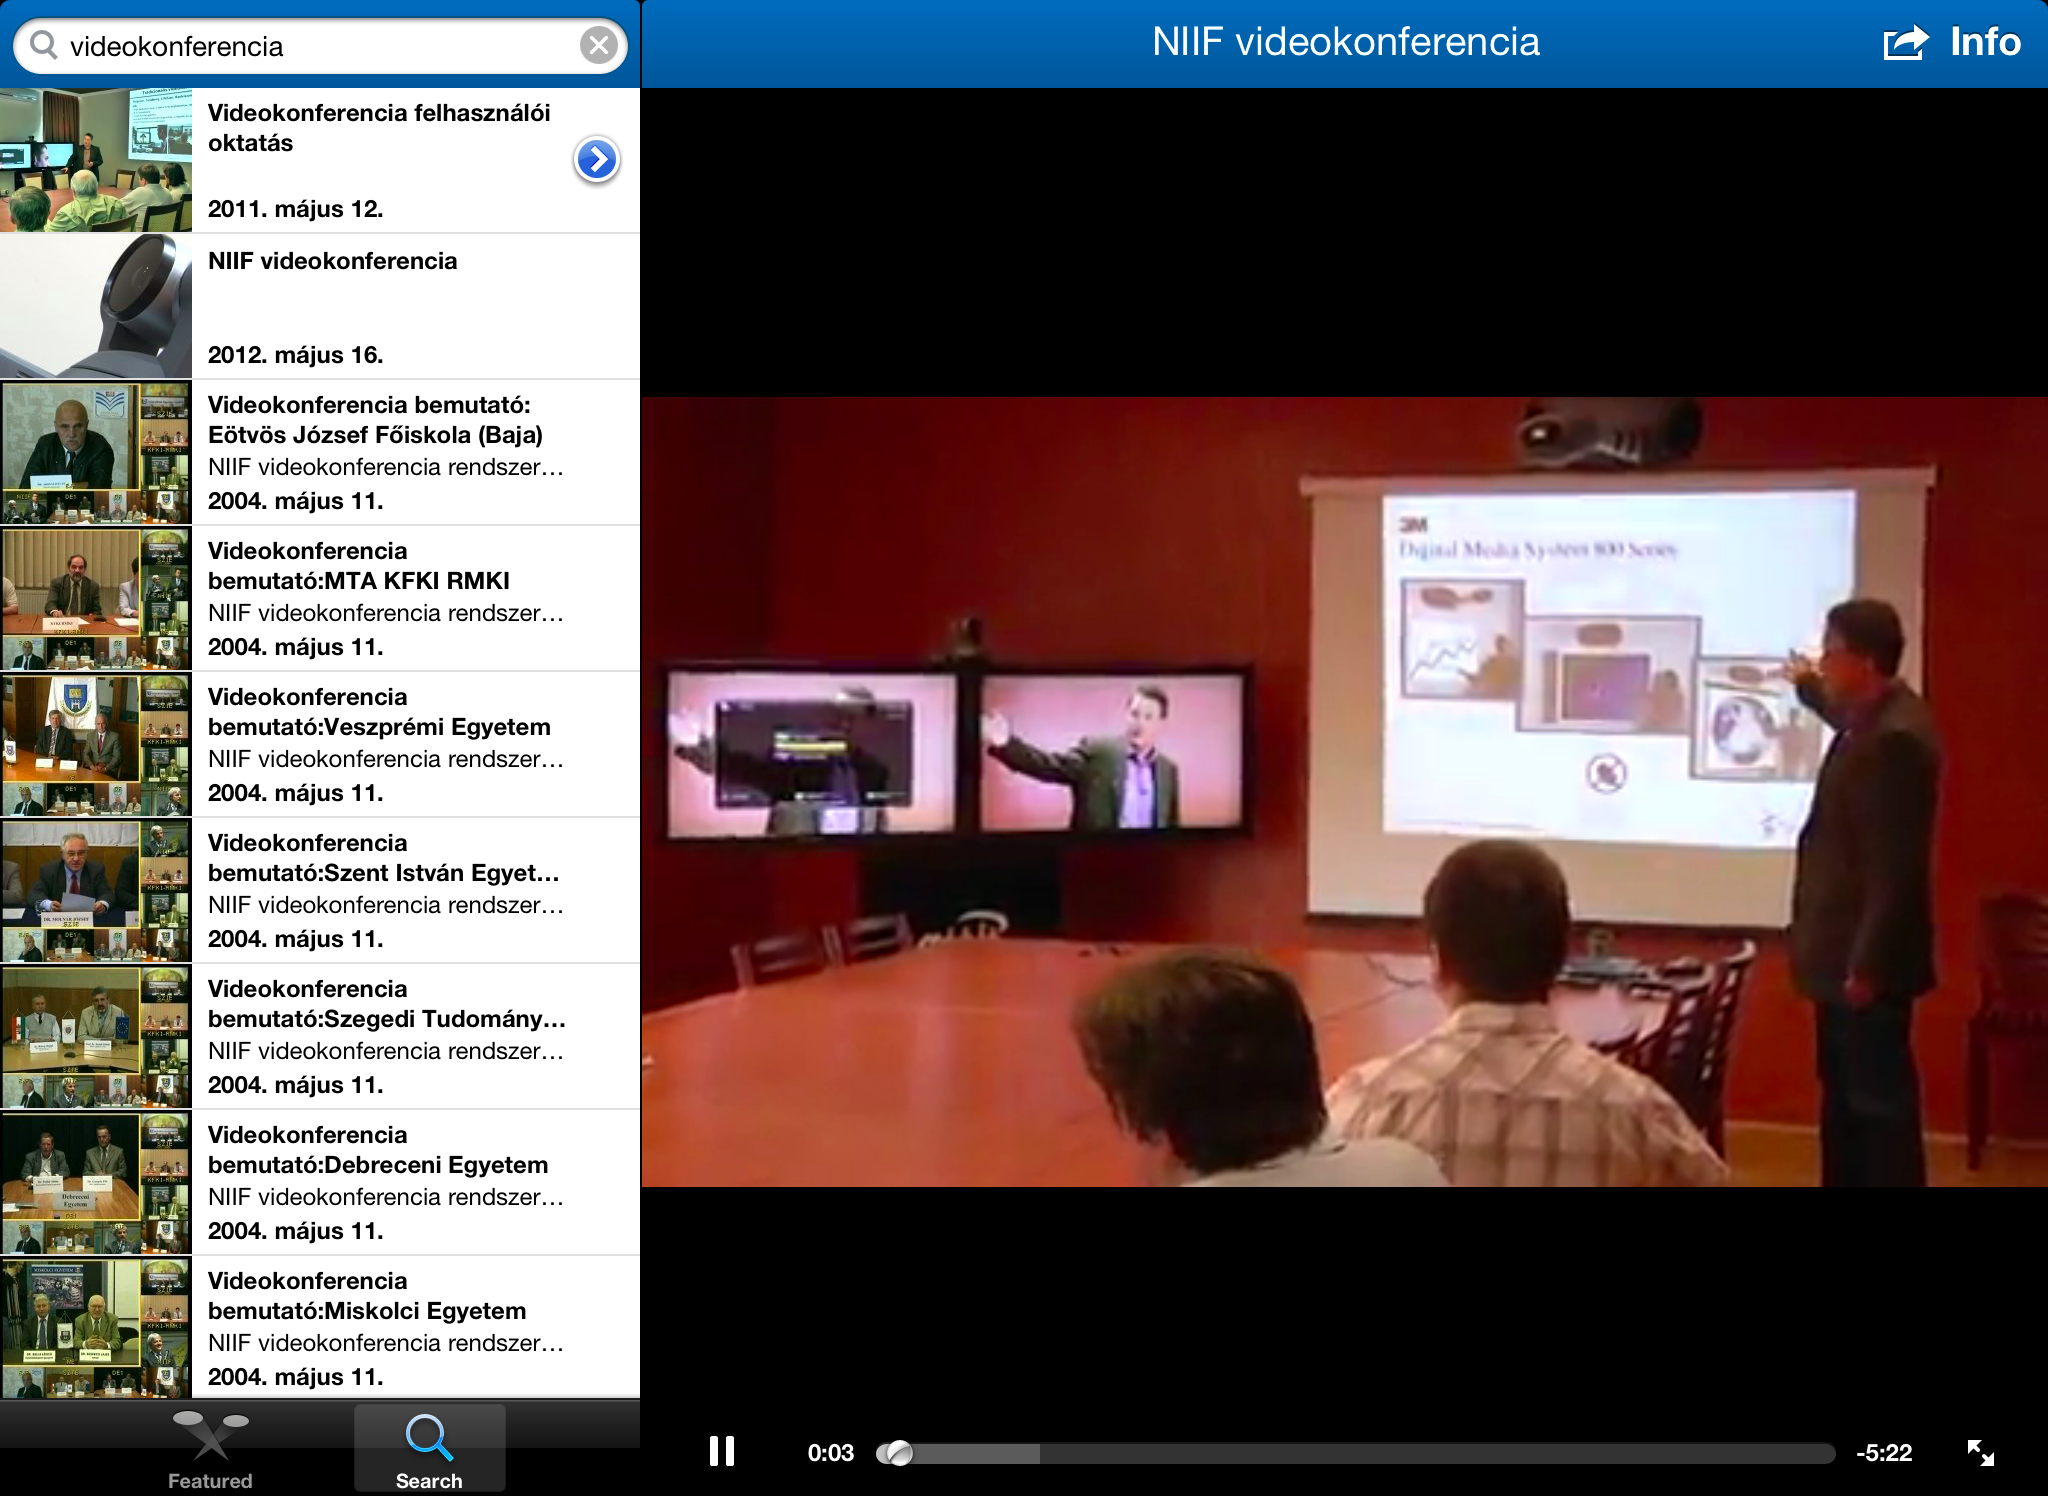 videokonferencia
Videokonferencia felhasználói
oktatás
2011. május 12.
NIIF videokonferencia
2012. május 16.
Videokonferencia bemutató:
Eötvös József Főiskola (Baja)
NIIF videokonferencia rendszer…
2004. május 11.
Videokonferencia
bemutató:MTA KFKI RMKI
NIIF videokonferencia rendszer…
2004. május 11.
Videokonferencia
bemutató:Veszprémi Egyetem
NIIF videokonferencia rendszer…
2004. május 11.
Videokonferencia
bemutató:Szent István Egyet…
NIIF videokonferencia rendszer…
2004. május 11.
Videokonferencia
bemutató:Szegedi Tudomány…
NIIF videokonferencia rendszer…
2004. május 11.
Videokonferencia
bemutató:Debreceni Egyetem
NIIF videokonferencia rendszer…
2004. május 11.
Videokonferencia
bemutató:Miskolci Egyetem
NIIF videokonferencia rendszer…
2004. május 11.
Featured
Search
NIIF videokonferencia
Info
3M
Digital Media System 800 Series
0:03
-5:22